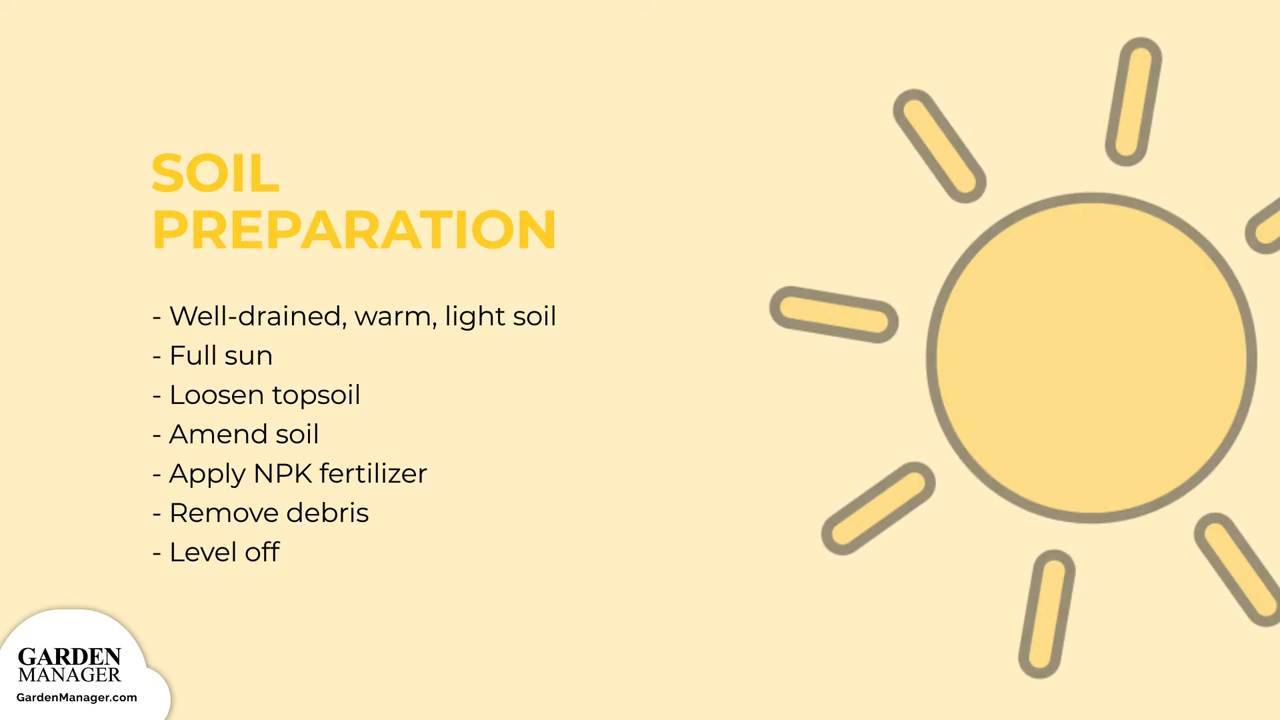 SOIL
PREPARATION
- Well-drained, warm, light soil
- Full sun
- Loosen topsoil
- Amend soil
- Apply NPK fertilizer
- Remove debris
- Level off
GARDEN
MANAGER
GardenManager.com